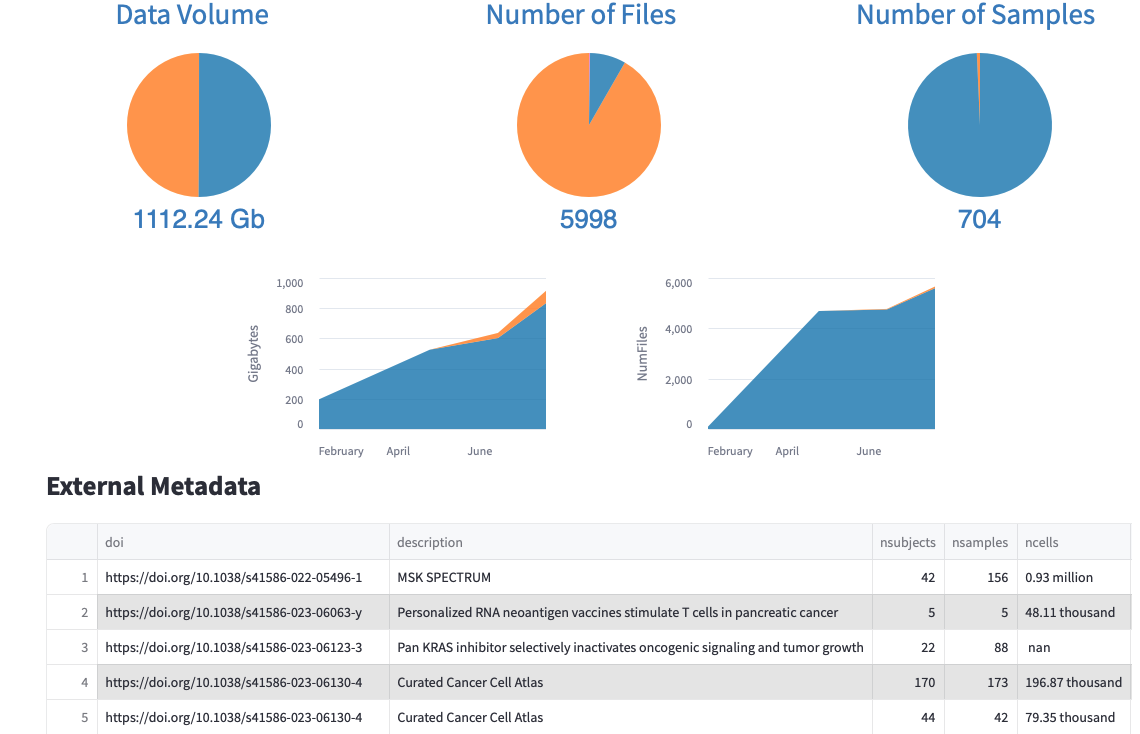 Data Volume Number of Files Number of Samples
1112.24 Gb 5998 704
1,000
800
600
400
200
0
Gigabytes
February April June
6,000
4,000
2,000
0
NumFiles
February April June
External Metadata
doi description nsubjects nsamples ncells
1 https://doi.org/10.1038/s41586-022-05496-1 MSK SPECTRUM 42 156 0.93 million
2 https://doi.org/10.1038/s41586-023-06063-y Personalized RNA neoantigen vaccines stimulate T cells in pancreatic cancer 5 5 48.11 thousand
3 https://doi.org/10.1038/s41586-023-06123-3 Pan KRAS inhibitor selectively inactivates oncogenic signaling and tumor growth 22 88 nan
4 https://doi.org/10.1038/s41586-023-06130-4 Curated Cancer Cell Atlas 170 173 196.87 thousand
5 https://doi.org/10.1038/s41586-023-06130-4 Curated Cancer Cell Atlas 44 42 79.35 thousand